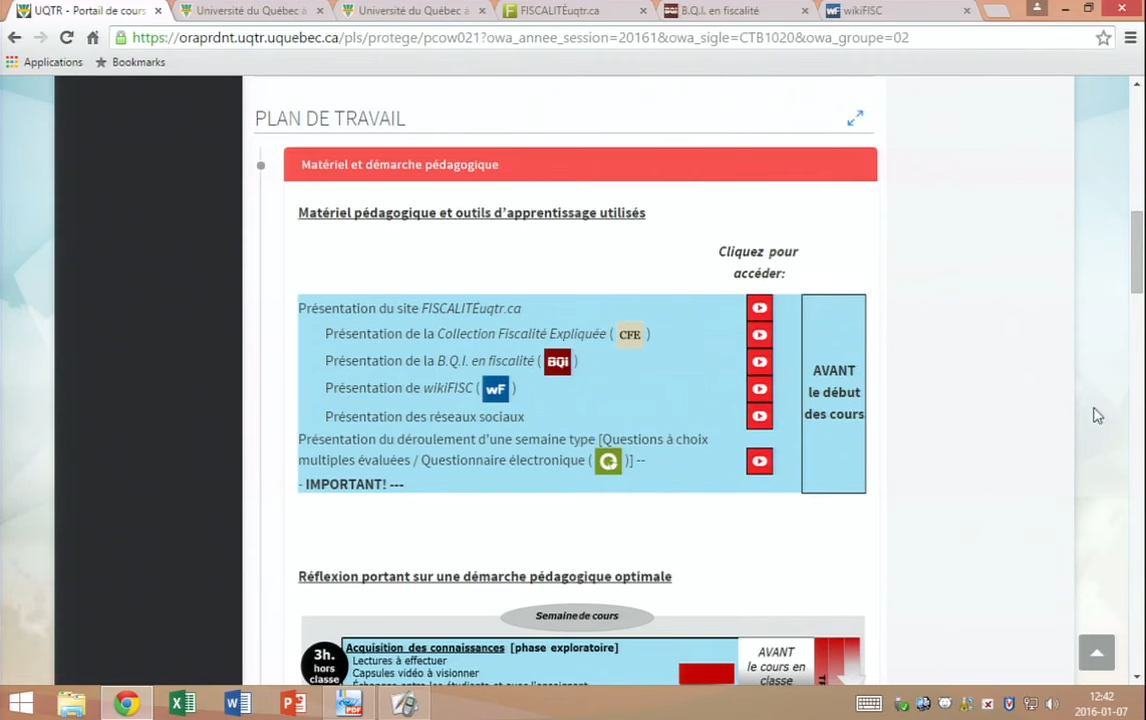 UQTR - Portail de cours
Université du Québec à
Université du Québec à
FISCALITÉuqtr.ca
B.Q.I. en fiscalité
wikiFISC
https://oraprdnt.uqtr.uquebec.ca/pls/protege/pcow021?owa_annee_session=20161&owa_sigle=CTB1020&owa_groupe=02
Applications
Bookmarks
PLAN DE TRAVAIL
Matériel et démarche pédagogique
Matériel pédagogique et outils d'apprentissage utilisés
Cliquez pour
accéder:
Présentation du site FISCALITÉuqtr.ca
Présentation de la Collection Fiscalité Expliquée ( CFE )
Présentation de la B.Q.I. en fiscalité ( BQi )
Présentation de wikiFISC ( wF )
Présentation des réseaux sociaux
Présentation du déroulement d'une semaine type [Questions à choix
multiples évaluées / Questionnaire électronique ( )] --
- IMPORTANT! ---
AVANT
le début
des cours
Réflexion portant sur une démarche pédagogique optimale
Semaine de cours
3h.
hors
classe
Acquisition des connaissances [phase exploratoire]
Lectures à effectuer
Capsules vidéo à visionner
AVANT
le cours en
classe
12:42
2016-01-07